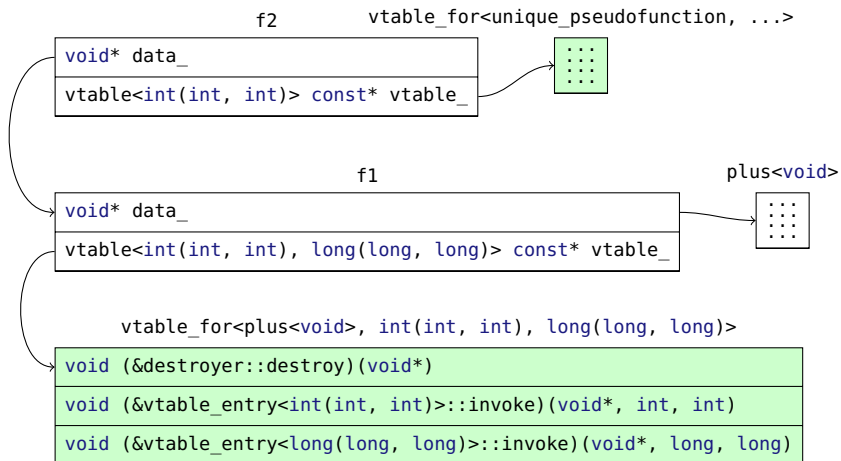 f2
vtable_for<unique_pseudofunction, ...>
void* data_
vtable<int(int, int)> const* vtable_
...
...
...
...
f1
plus<void>
void* data_
vtable<int(int, int), long(long, long)> const* vtable_
...
...
...
...
vtable_for<plus<void>, int(int, int), long(long, long)>
void (&destroyer::destroy)(void*)
void (&vtable_entry<int(int, int)>::invoke)(void*, int, int)
void (&vtable_entry<long(long, long)>::invoke)(void*, long, long)